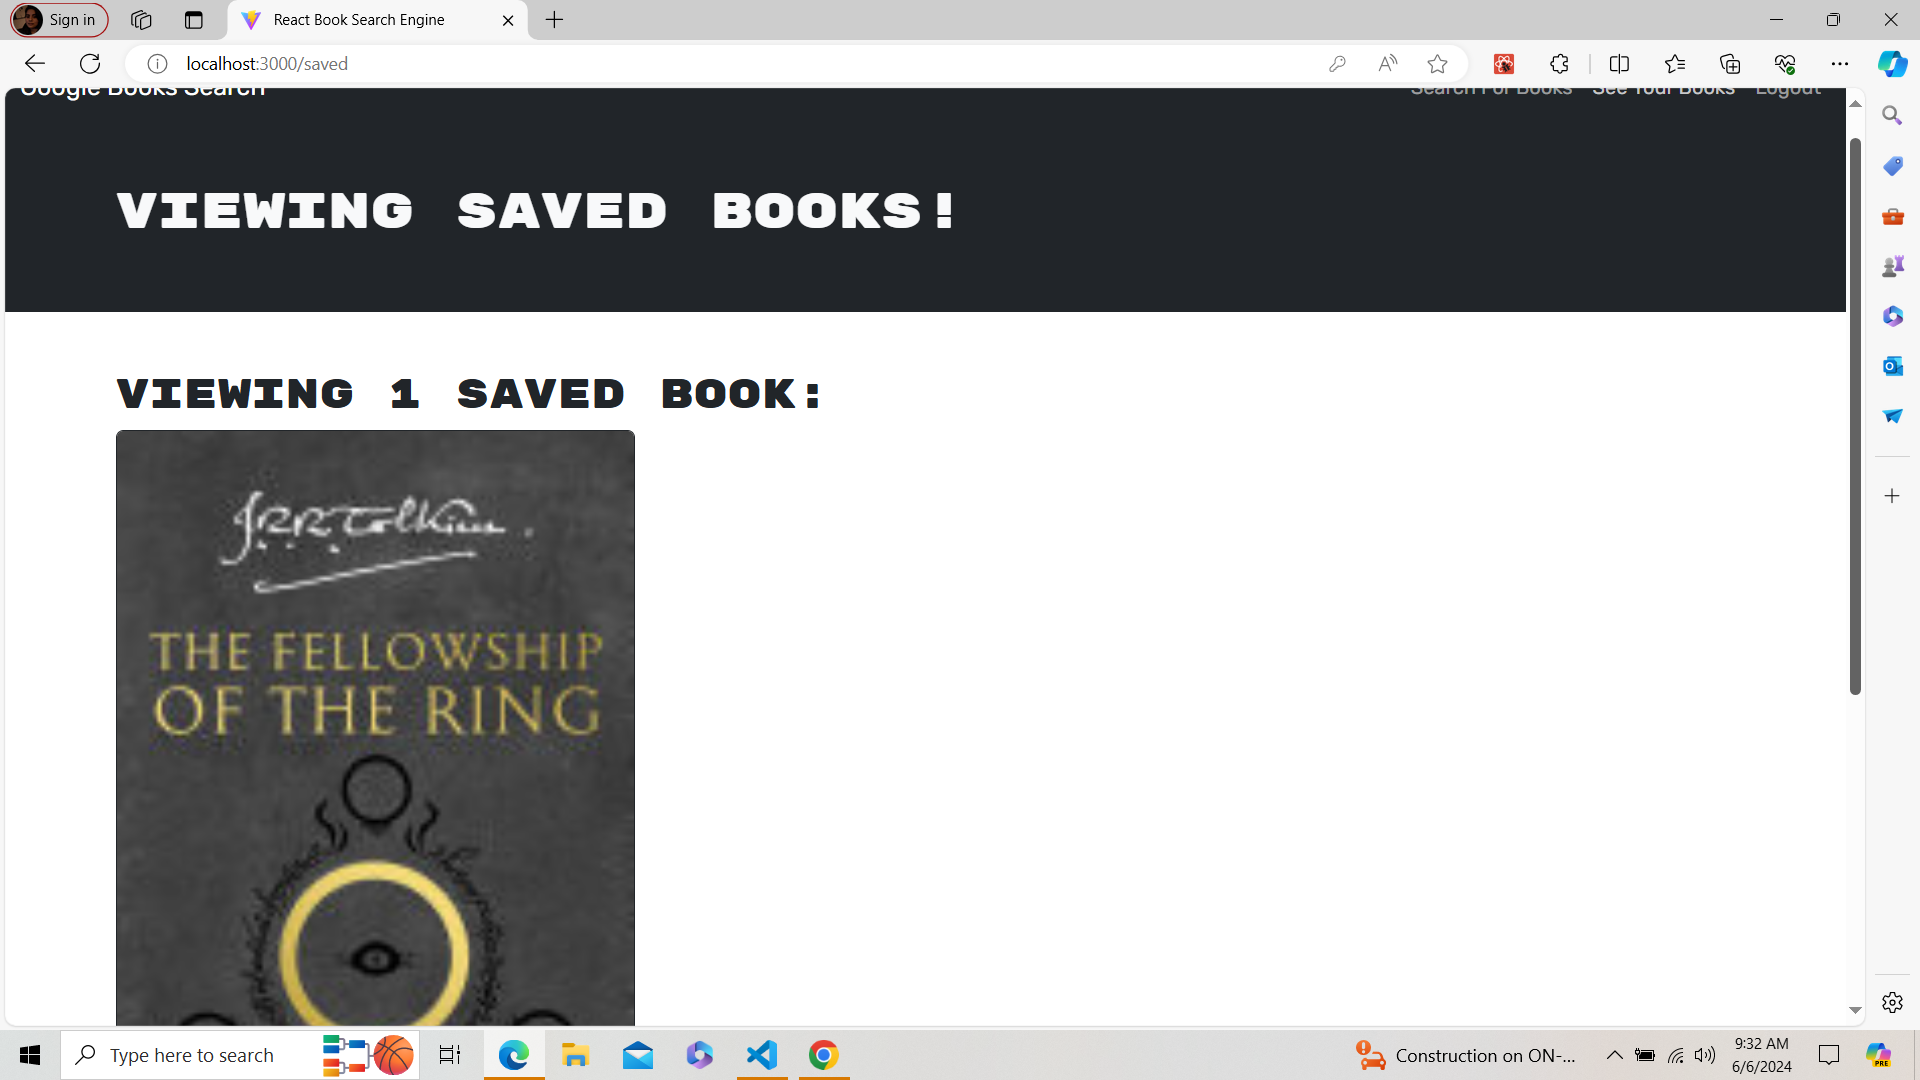 Sign in
React Book Search Engine
localhost:3000/saved
Google Books Search
Search For Books See Your Books Logout
VIEWING SAVED BOOKS!
VIEWING 1 SAVED BOOK:
J.R.R. Tolkien.
THE FELLOWSHIP
OF THE RING
Type here to search
Construction on ON-...
9:32 AM
6/6/2024
PRE